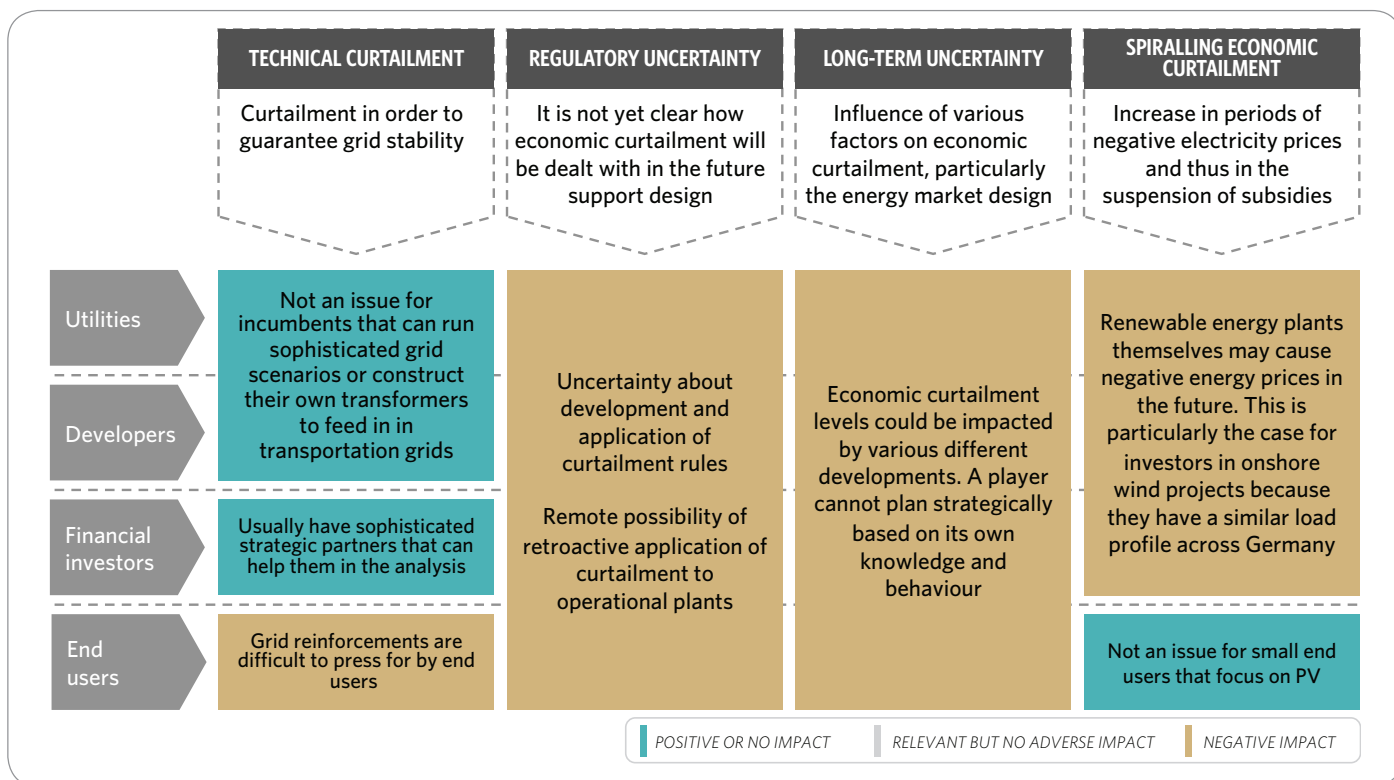 TECHNICAL CURTAILMENT
Curtailment in order to
guarantee grid stability
REGULATORY UNCERTAINTY
It is not yet clear how
economic curtailment will
be dealt with in the future
support design
LONG-TERM UNCERTAINTY
Influence of various
factors on economic
curtailment, particularly
the energy market design
SPIRALLING ECONOMIC
CURTAILMENT
Increase in periods of
negative electricity prices
and thus in the
suspension of subsidies
Utilities
Developers
Financial
investors
End
users
Not an issue for
incumbents that can run
sophisticated grid
scenarios or construct
their own transformers
to feed in in
transportation grids
Usually have sophisticated
strategic partners that can
help them in the analysis
Grid reinforcements are
difficult to press for by end
users
Uncertainty about
development and
application of
curtailment rules
Remote possibility of
retroactive application of
curtailment to
operational plants
Economic curtailment
levels could be impacted
by various different
developments. A player
cannot plan strategically
based on its own
knowledge and
behaviour
Renewable energy plants
themselves may cause
negative energy prices in
the future. This is
particularly the case for
investors in onshore
wind projects because
they have a similar load
profile across Germany
Not an issue for small end
users that focus on PV
POSITIVE OR NO IMPACT
RELEVANT BUT NO ADVERSE IMPACT
NEGATIVE IMPACT